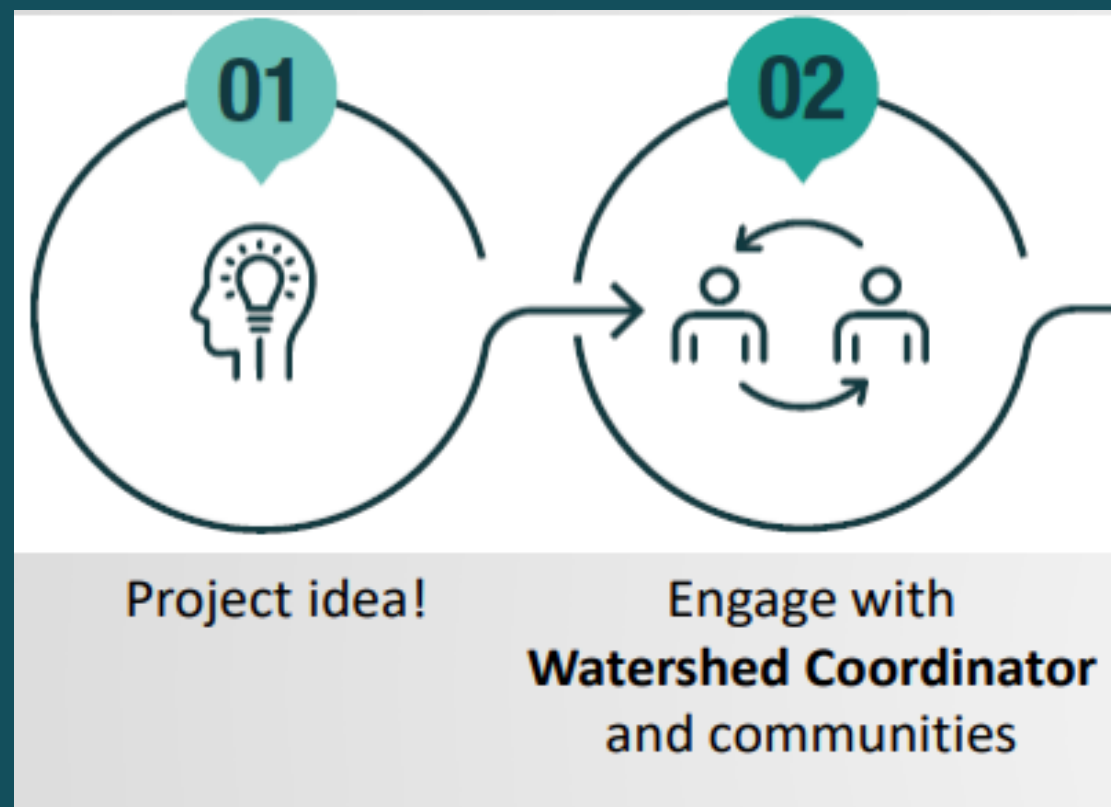 01
02
Project idea!
Engage with
Watershed Coordinator
and communities